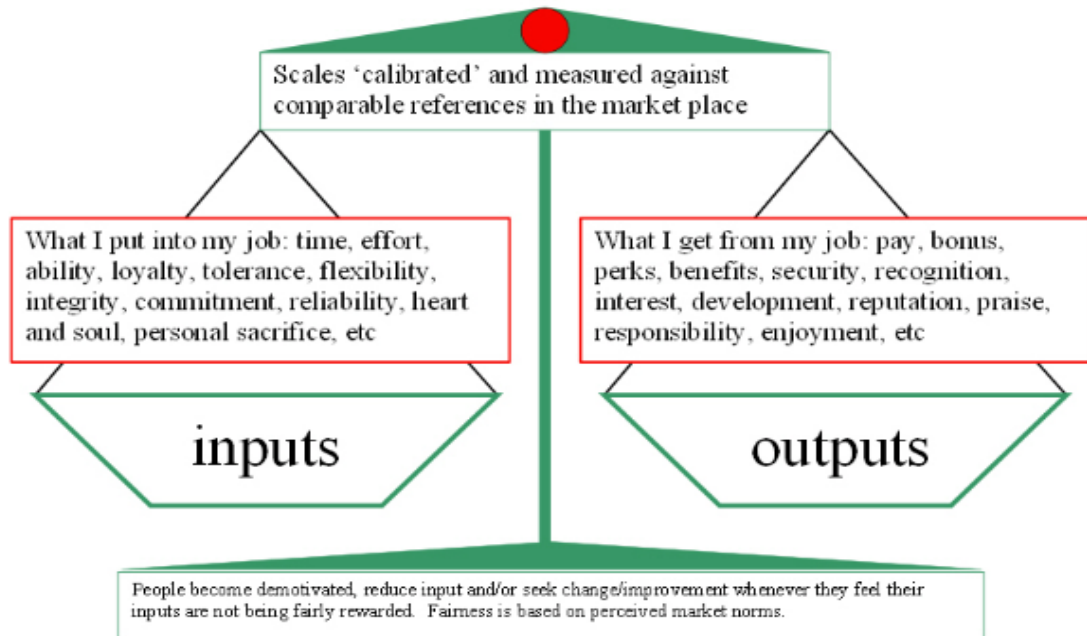 Scales ‘calibrated’ and measured against
comparable references in the market place
What I put into my job: time, effort,
ability, loyalty, tolerance, flexibility,
integrity, commitment, reliability, heart
and soul, personal sacrifice, etc
What I get from my job: pay, bonus,
perks, benefits, security, recognition,
interest, development, reputation, praise,
responsibility, enjoyment, etc
inputs
outputs
People become demotivated, reduce input and/or seek change/improvement whenever they feel their
inputs are not being fairly rewarded.  Fairness is based on perceived market norms.